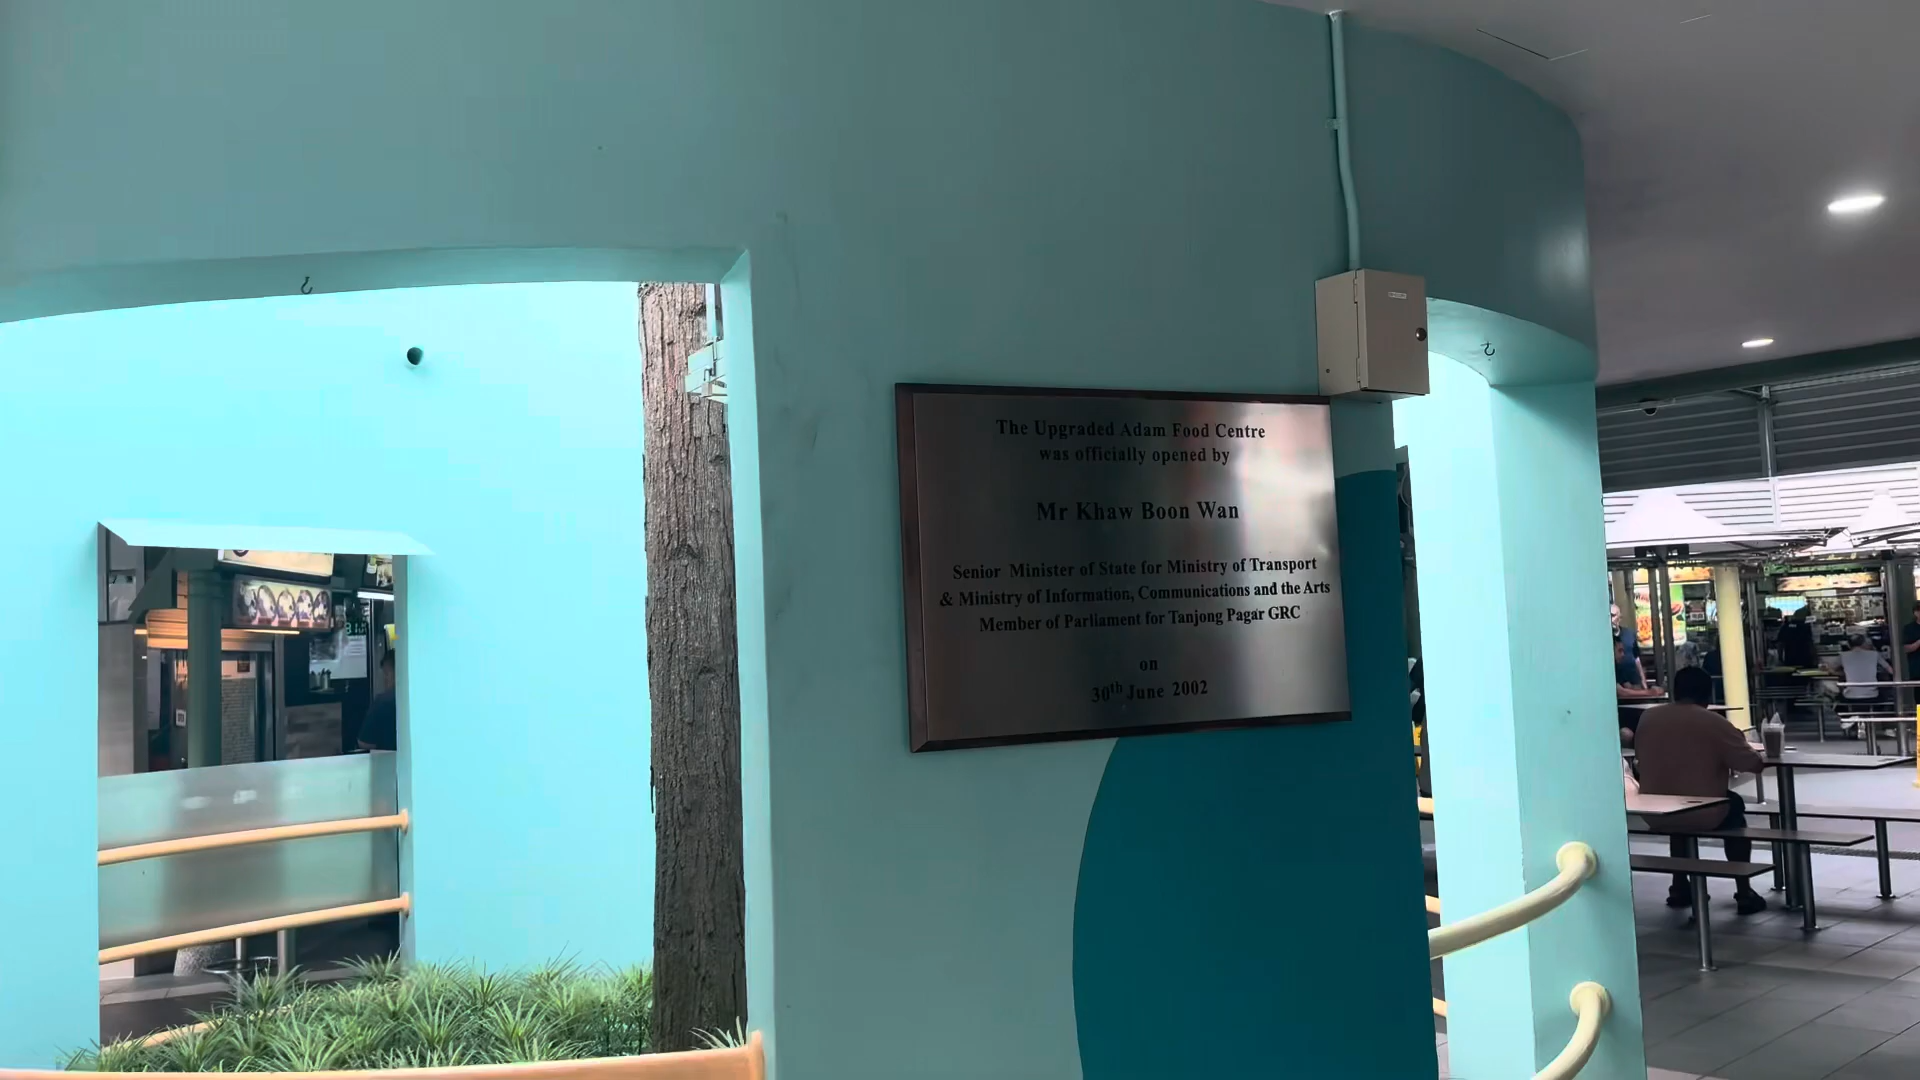 The Upgraded Adam Food Centre
was officially opened by
Mr Khaw Boon Wan
Senior Minister of State for Ministry of Transport
& Ministry of Information, Communications and the Arts
Member of Parliament for Tanjong Pagar GRC
on
30th June 2002